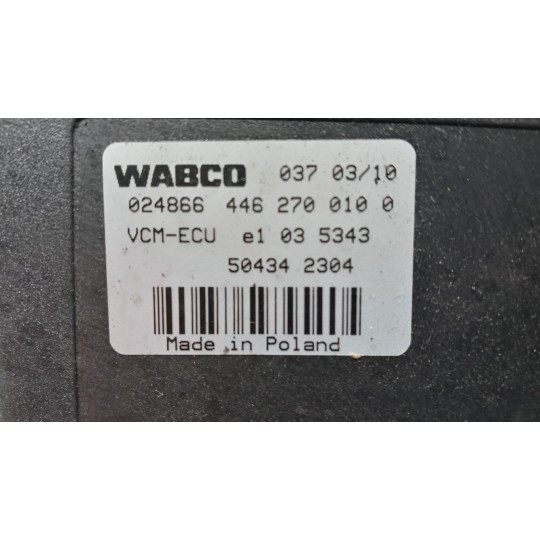 WABCO 037 03/10
024866 446 270 010 0
VCM-ECU e1 03 5343
50434 2304
Made in Poland